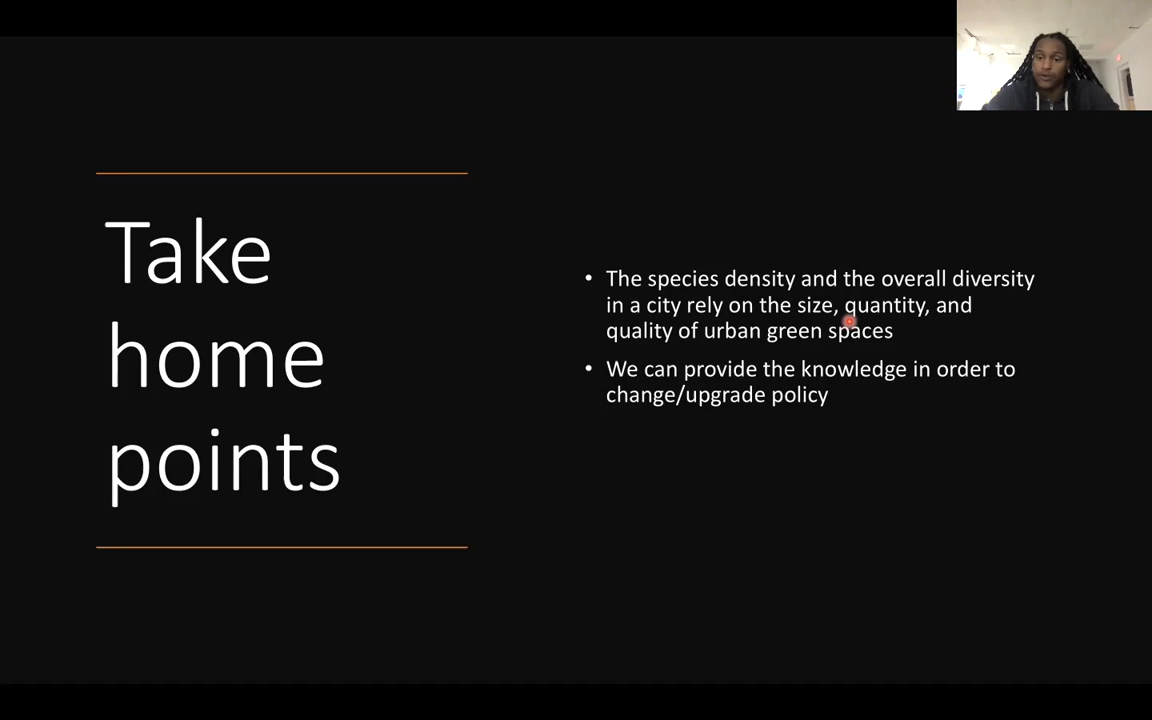 Take
home
points
• The species density and the overall diversity
in a city rely on the size, quantity, and
quality of urban green spaces
• We can provide the knowledge in order to
change/upgrade policy